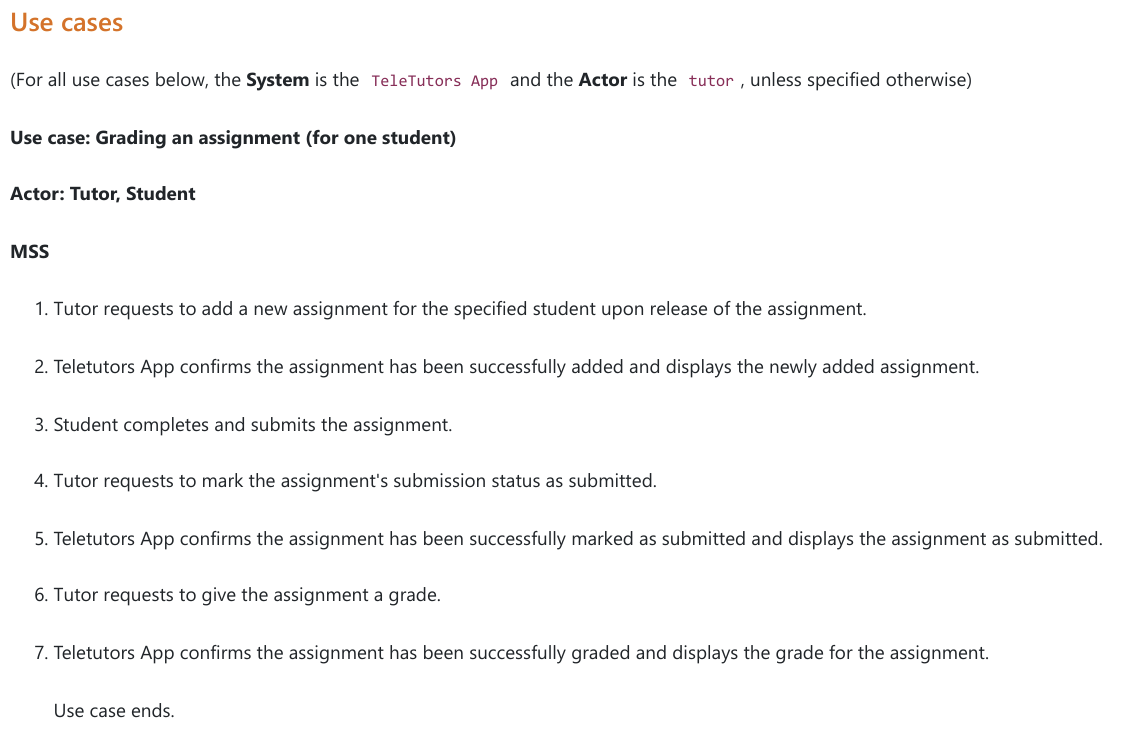 Use cases
(For all use cases below, the System is the TeleTutors App and the Actor is the tutor , unless specified otherwise)
Use case: Grading an assignment (for one student)
Actor: Tutor, Student
MSS
1. Tutor requests to add a new assignment for the specified student upon release of the assignment.
2. Teletutors App confirms the assignment has been successfully added and displays the newly added assignment.
3. Student completes and submits the assignment.
4. Tutor requests to mark the assignment's submission status as submitted.
5. Teletutors App confirms the assignment has been successfully marked as submitted and displays the assignment as submitted.
6. Tutor requests to give the assignment a grade.
7. Teletutors App confirms the assignment has been successfully graded and displays the grade for the assignment.
Use case ends.